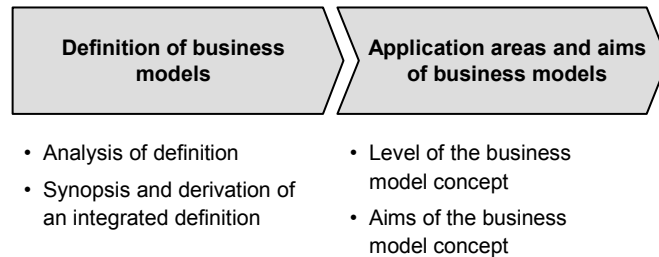 Definition of business
models
Application areas and aims
of business models
• Analysis of definition
• Synopsis and derivation of
an integrated definition
• Level of the business
model concept
• Aims of the business
model concept